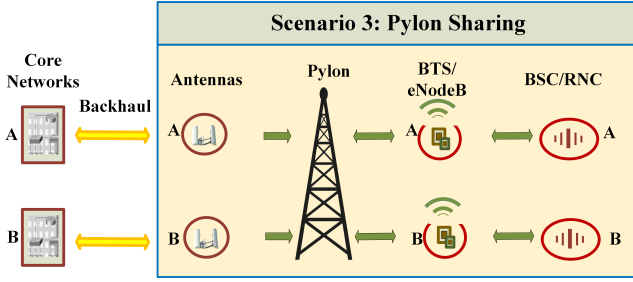 Scenario 3: Pylon Sharing
Core
Networks
Backhaul
Antennas
Pylon
BTS/
eNodeB
BSC/RNC
A
A
A
A
B
B
B
B